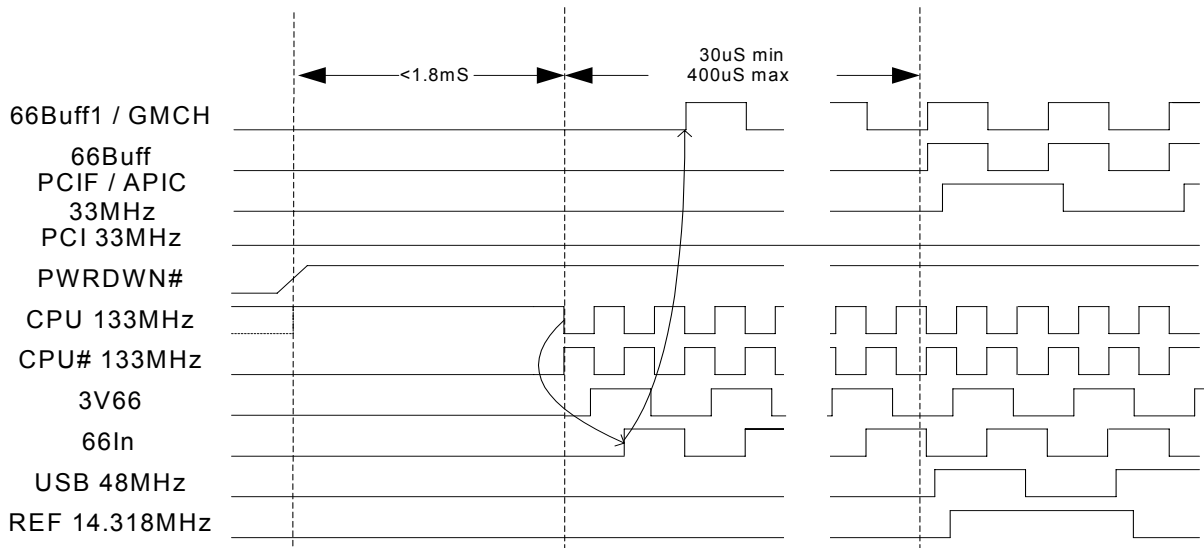 30uS min
<1.8mS
400uS max
66Buff1 / GMCH
66Buff
PCIF / APIC
33MHz
PCI 33MHz
PWRDWN#
CPU 133MHz
CPU# 133MHz
3V66
66In
USB 48MHz
REF 14.318MHz